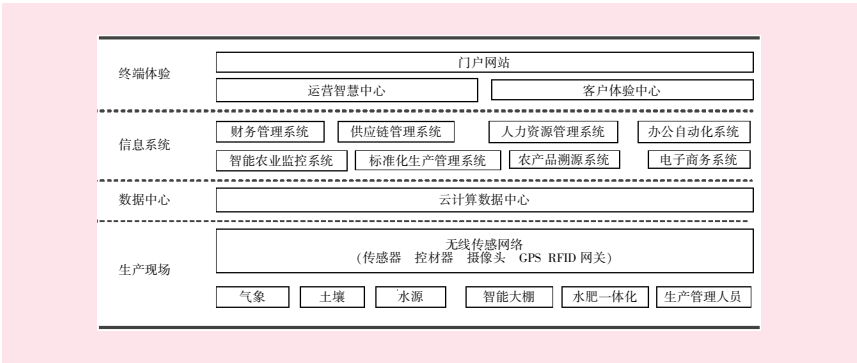 终端体验
门户网站
运营智慧中心 客户体验中心
信息系统
财务管理系统 供应链管理系统 人力资源管理系统 办公自动化系统
智能农业监控系统 标准化生产管理系统 农产品溯源系统 电子商务系统
数据中心 云计算数据中心
生产现场
无线传感网络
(传感器 控材器 摄像头 GPS RFID 网关)
气象 土壤 水源 智能大棚 水肥一体化 生产管理人员